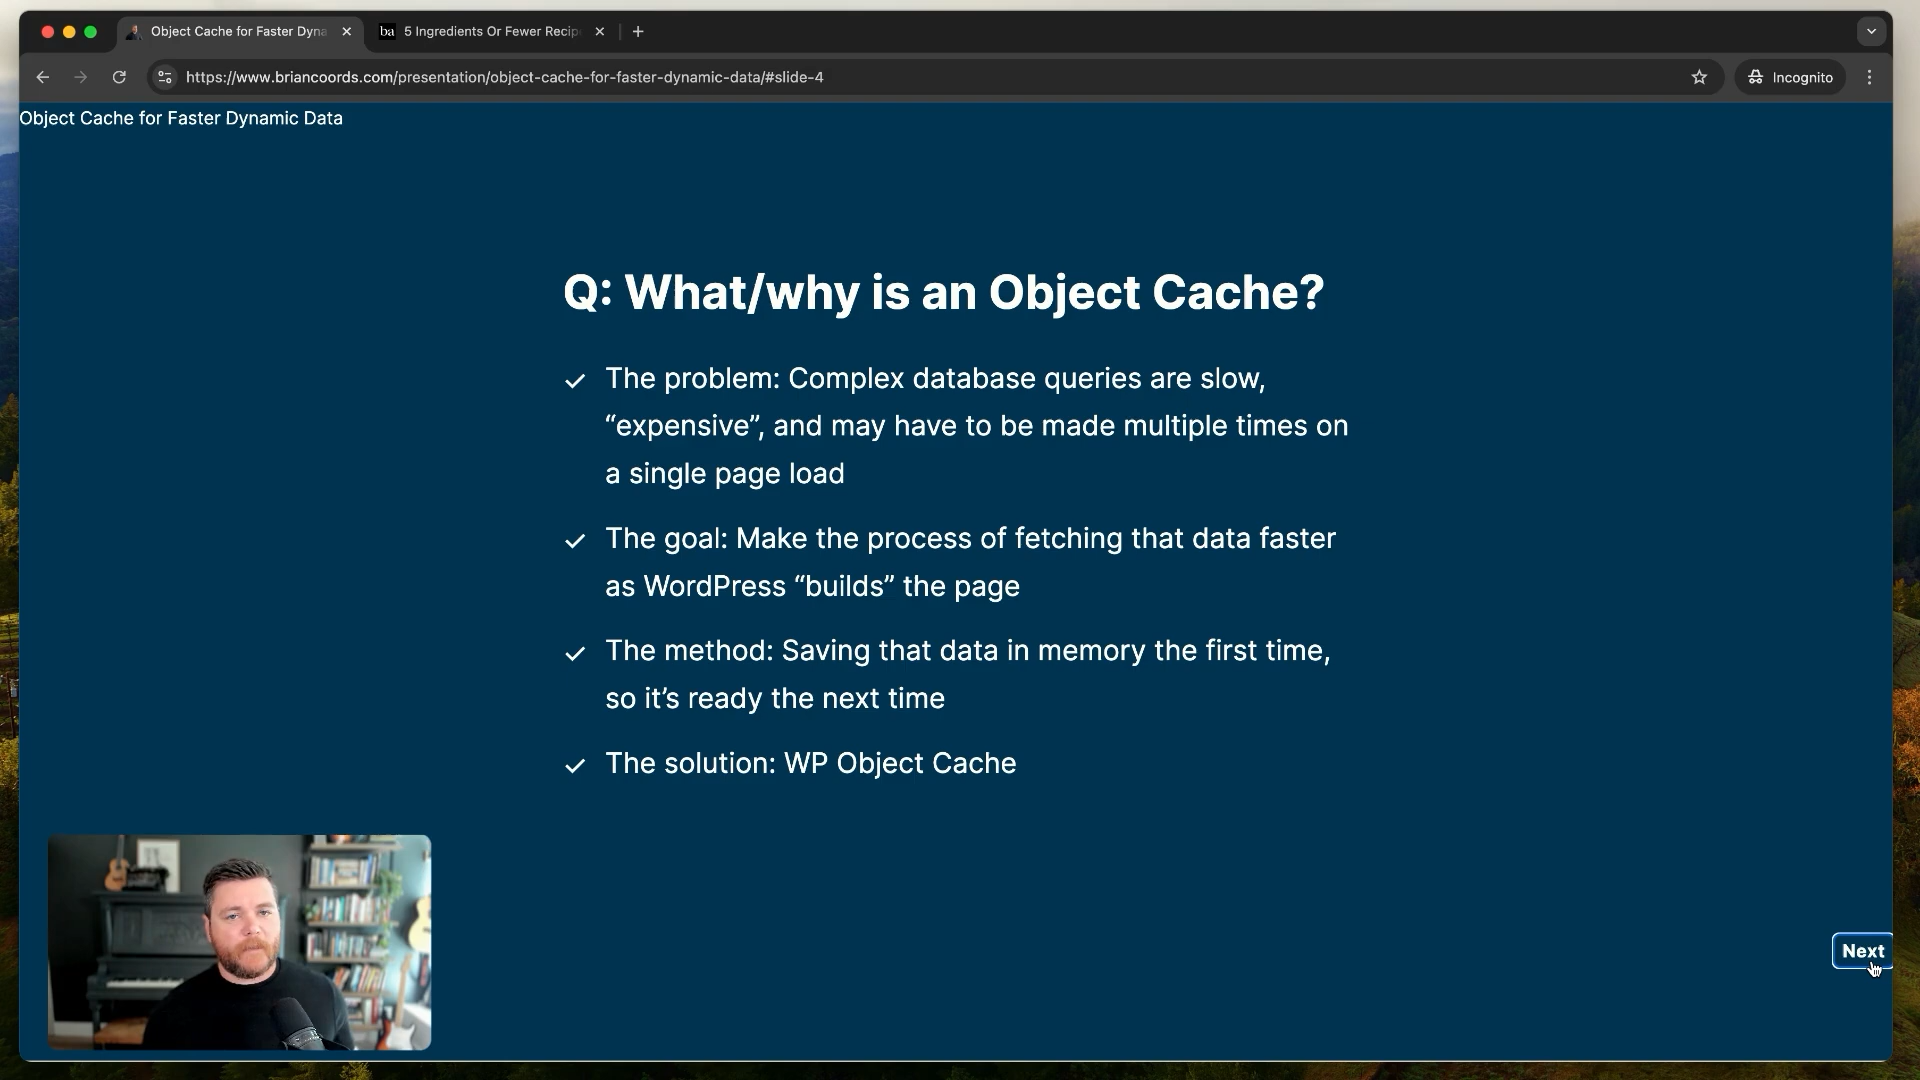 Object Cache for Faster Dyna
ba 5 Ingredients Or Fewer Recip
https://www.briancoords.com/presentation/object-cache-for-faster-dynamic-data/#slide-4
Incognito
Object Cache for Faster Dynamic Data
Q: What/why is an Object Cache?
The problem: Complex database queries are slow,
“expensive”, and may have to be made multiple times on
a single page load
The goal: Make the process of fetching that data faster
as WordPress “builds” the page
The method: Saving that data in memory the first time,
so it’s ready the next time
The solution: WP Object Cache
Next